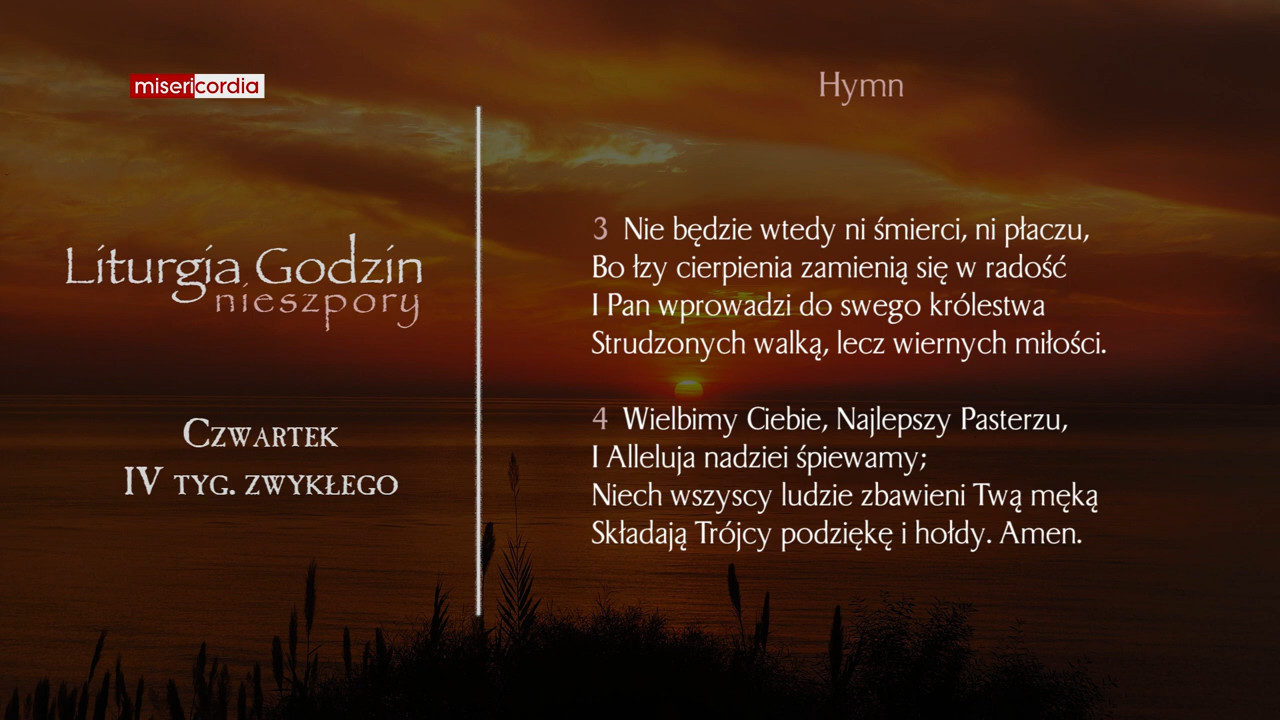 misericordia
Liturgia Godzin
nieszpory
Czwartek
IV tyg. zwykłego
Hymn
3 Nie będzie wtedy ni śmierci, ni płaczu,
Bo łzy cierpienia zamienią się w radość
I Pan wprowadzi do swego królestwa
Strudzonych walką, lecz wiernych miłości.
4 Wielbimy Ciebie, Najlepszy Pasterzu,
I Alleluja nadziei śpiewamy;
Niech wszyscy ludzie zbawieni Twą męką
Składają Trójcy podziękę i hołdy. Amen.